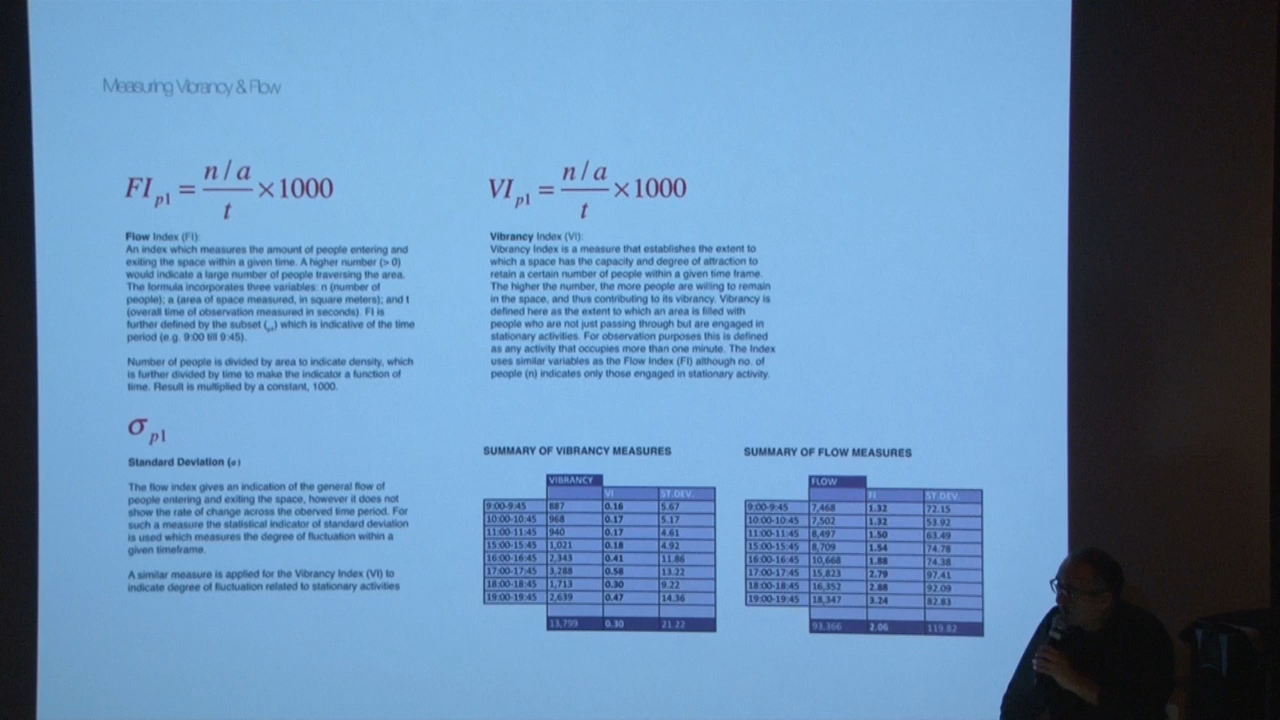 Measuring Vibrancy & Flow
FI p1 = n / a / t × 1000
Flow Index (FI):
An index which measures the amount of people entering and
exiting the space within a given time. A higher number (> 0)
would indicate a large number of people traversing the area.
The formula incorporates three variables: n (number of
people); a (area of space measured, in square meters); and t
(overall time of observation measured in seconds). FI is
further defined by the subset (p1) which is indicative of the time
period (e.g. 9:00 till 9:45).
Number of people is divided by area to indicate density, which
is further divided by time to make the indicator a function of
time. Result is multiplied by a constant, 1000.
σ p1
Standard Deviation (σ)
The flow index gives an indication of the general flow of
people entering and exiting the space, however it does not
show the rate of change across the oberved time period. For
such a measure the statistical indicator of standard deviation
is used which measures the degree of fluctuation within a
given timeframe.
A similar measure is applied for the Vibrancy Index (VI) to
indicate degree of fluctuation related to stationary activities
VI p1 = n / a / t × 1000
Vibrancy Index (VI):
Vibrancy Index is a measure that establishes the extent to
which a space has the capacity and degree of attraction to
retain a certain number of people within a given time frame.
The higher the number, the more people are willing to remain
in the space, and thus contributing to its vibrancy. Vibrancy is
defined here as the extent to which an area is filled with
people who are not just passing through but are engaged in
stationary activities. For observation purposes this is defined
as any activity that occupies more than one minute. The Index
uses similar variables as the Flow Index (FI) although no. of
people (n) indicates only those engaged in stationary activity.
SUMMARY OF VIBRANCY MEASURES
VIBRANCY
VI ST.DEV.
9:00-9:45 887 0.16 5.67
10:00-10:45 968 0.17 5.17
11:00-11:45 940 0.17 4.61
15:00-15:45 1,021 0.18 4.92
16:00-16:45 2,343 0.41 11.86
17:00-17:45 3,288 0.58 13.22
18:00-18:45 1,713 0.30 9.22
19:00-19:45 2,639 0.47 14.36
13,799 0.30 21.22
SUMMARY OF FLOW MEASURES
FLOW
FI ST.DEV.
9:00-9:45 7,468 1.32 72.15
10:00-10:45 7,502 1.32 53.92
11:00-11:45 8,497 1.50 63.49
15:00-15:45 8,709 1.54 74.78
16:00-16:45 10,668 1.88 74.38
17:00-17:45 15,823 2.79 97.41
18:00-18:45 16,352 2.88 92.09
19:00-19:45 18,347 3.24 82.83
93,366 2.06 119.82